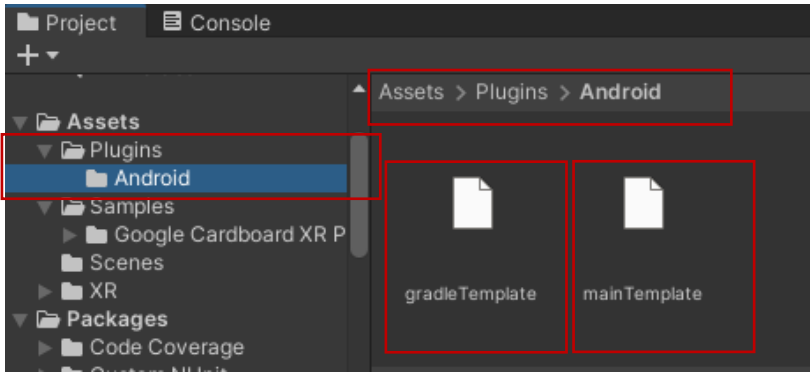 Project
Console
Assets > Plugins > Android
Assets
Plugins
Android
Samples
Google Cardboard XR P
Scenes
XR
Packages
Code Coverage
gradleTemplate
mainTemplate